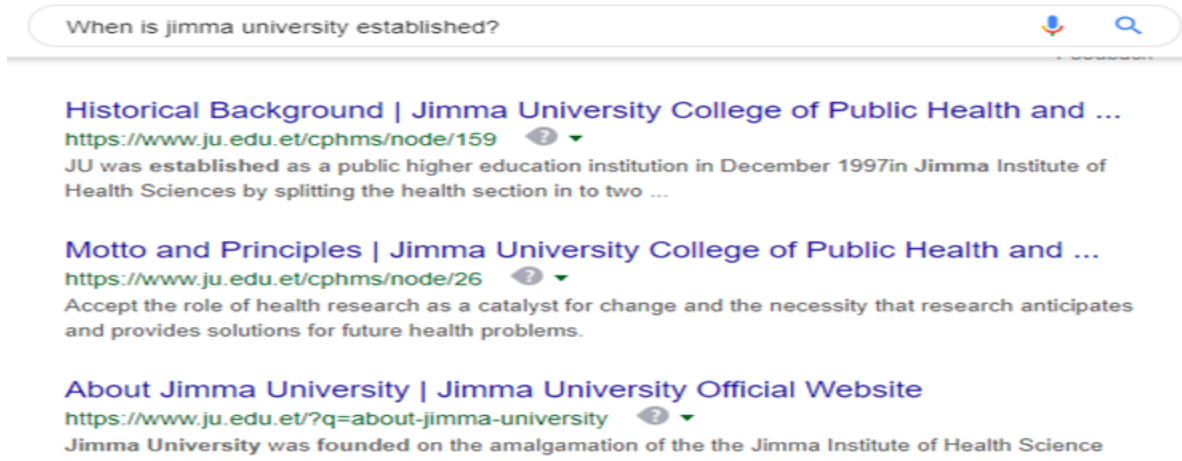 When is jimma university established?
Historical Background | Jimma University College of Public Health and ...
https://www.ju.edu.et/cphms/node/159
JU was established as a public higher education institution in December 1997in Jimma Institute of
Health Sciences by splitting the health section in to two ...
Motto and Principles | Jimma University College of Public Health and ...
https://www.ju.edu.et/cphms/node/26
Accept the role of health research as a catalyst for change and the necessity that research anticipates
and provides solutions for future health problems.
About Jimma University | Jimma University Official Website
https://www.ju.edu.et/?q=about-jimma-university
Jimma University was founded on the amalgamation of the the Jimma Institute of Health Science